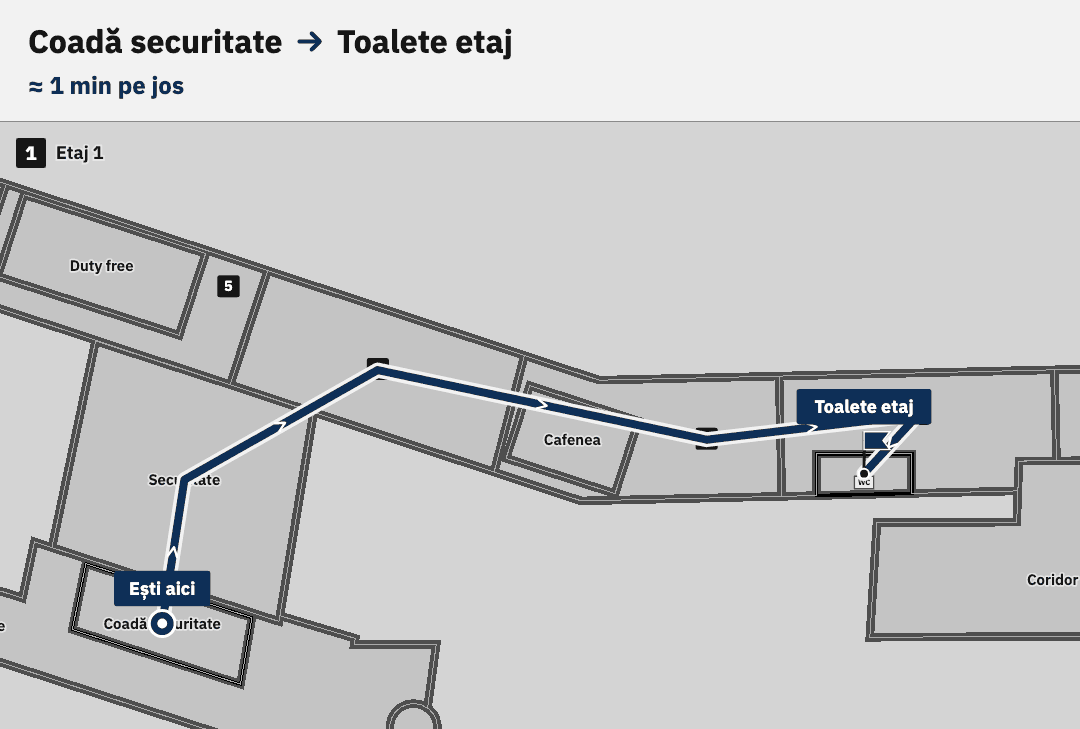 Coadă securitate → Toalete etaj
≈ 1 min pe jos
1 Etaj 1
Duty free
5
Toalete etaj
Cafenea
WC
Coridor
Ești aici